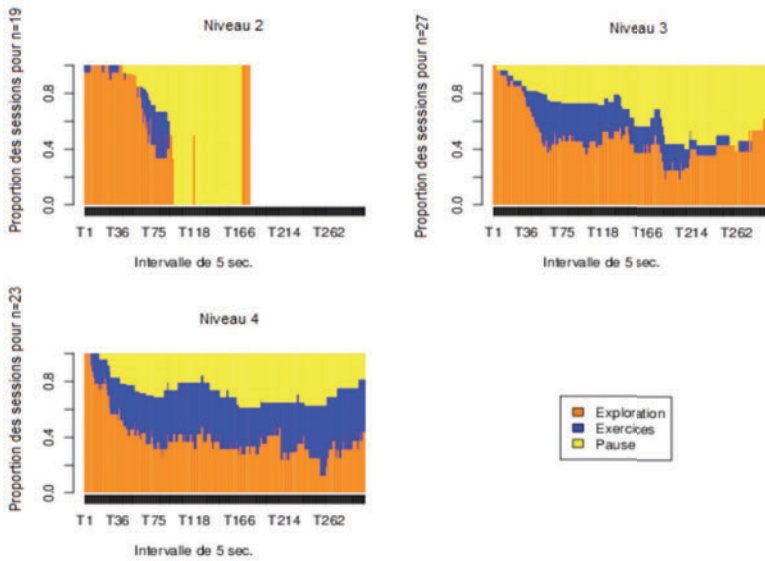 Niveau 2
Proportion des sessions pour n=19
0.0 0.4 0.8
T1 T36 T75 T118 T166 T214 T262
Intervalle de 5 sec.
Niveau 3
Proportion des sessions pour n=27
0.0 0.4 0.8
T1 T36 T75 T118 T166 T214 T262
Intervalle de 5 sec.
Niveau 4
Proportion des sessions pour n=23
0.0 0.4 0.8
T1 T36 T75 T118 T166 T214 T262
Intervalle de 5 sec.
Exploration
Exercices
Pause